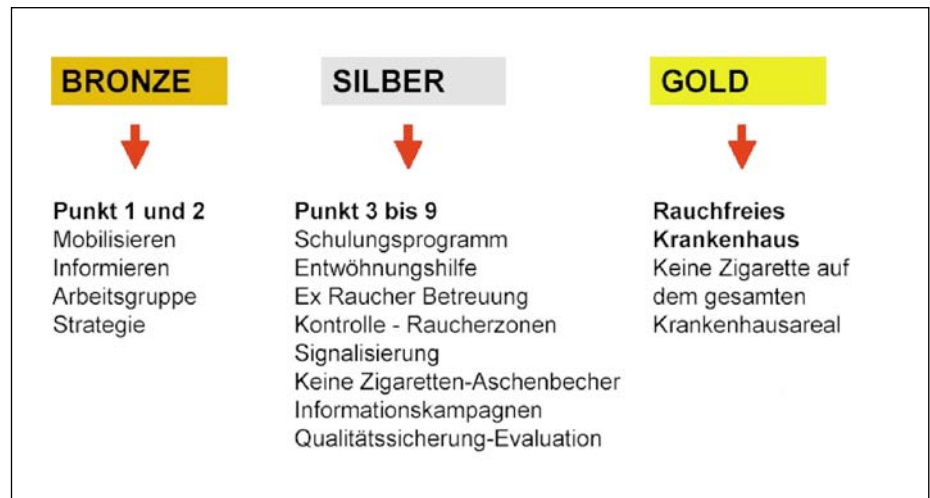 BRONZE
Punkt 1 und 2
Mobilisieren
Informieren
Arbeitsgruppe
Strategie
SILBER
Punkt 3 bis 9
Schulungsprogramm
Entwöhnungshilfe
Ex Raucher Betreuung
Kontrolle - Raucherzonen
Signalisierung
Keine Zigaretten-Aschenbecher
Informationskampagnen
Qualitätssicherung-Evaluation
GOLD
Rauchfreies
Krankenhaus
Keine Zigarette auf
dem gesamten
Krankenhausareal